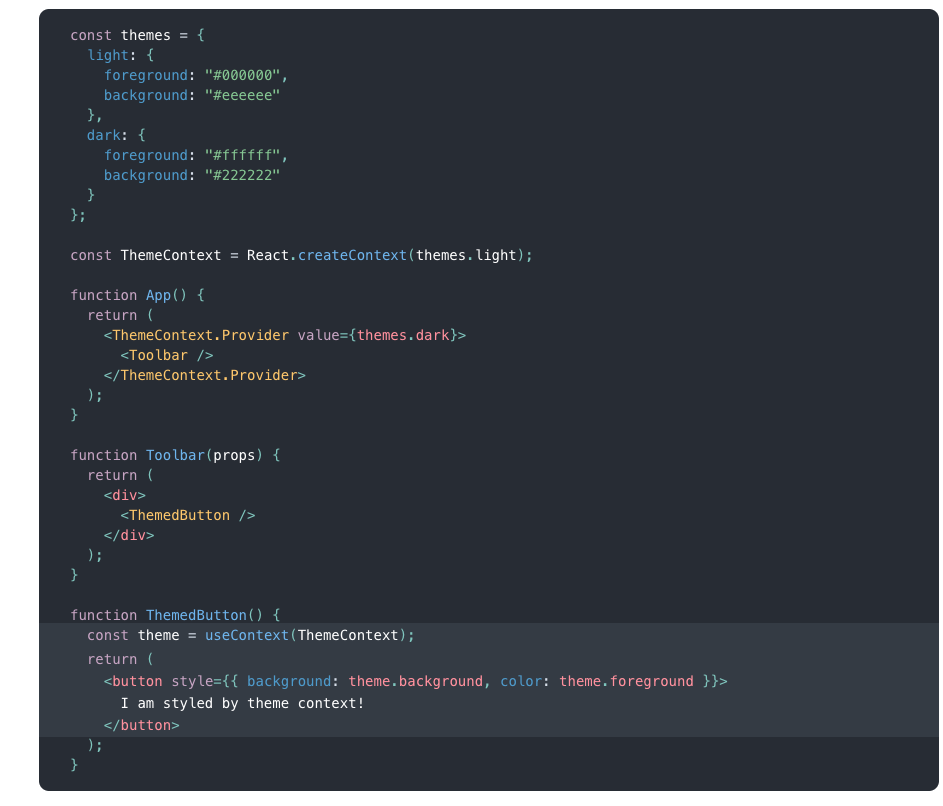 const themes = {
  light: {
    foreground: "#000000",
    background: "#eeeeee"
  },
  dark: {
    foreground: "#ffffff",
    background: "#222222"
  }
};

const ThemeContext = React.createContext(themes.light);

function App() {
  return (
    <ThemeContext.Provider value={themes.dark}>
      <Toolbar />
    </ThemeContext.Provider>
  );
}

function Toolbar(props) {
  return (
    <div>
      <ThemedButton />
    </div>
  );
}

function ThemedButton() {
  const theme = useContext(ThemeContext);
  return (
    <button style={{ background: theme.background, color: theme.foreground }}>
      I am styled by theme context!
    </button>
  );
}